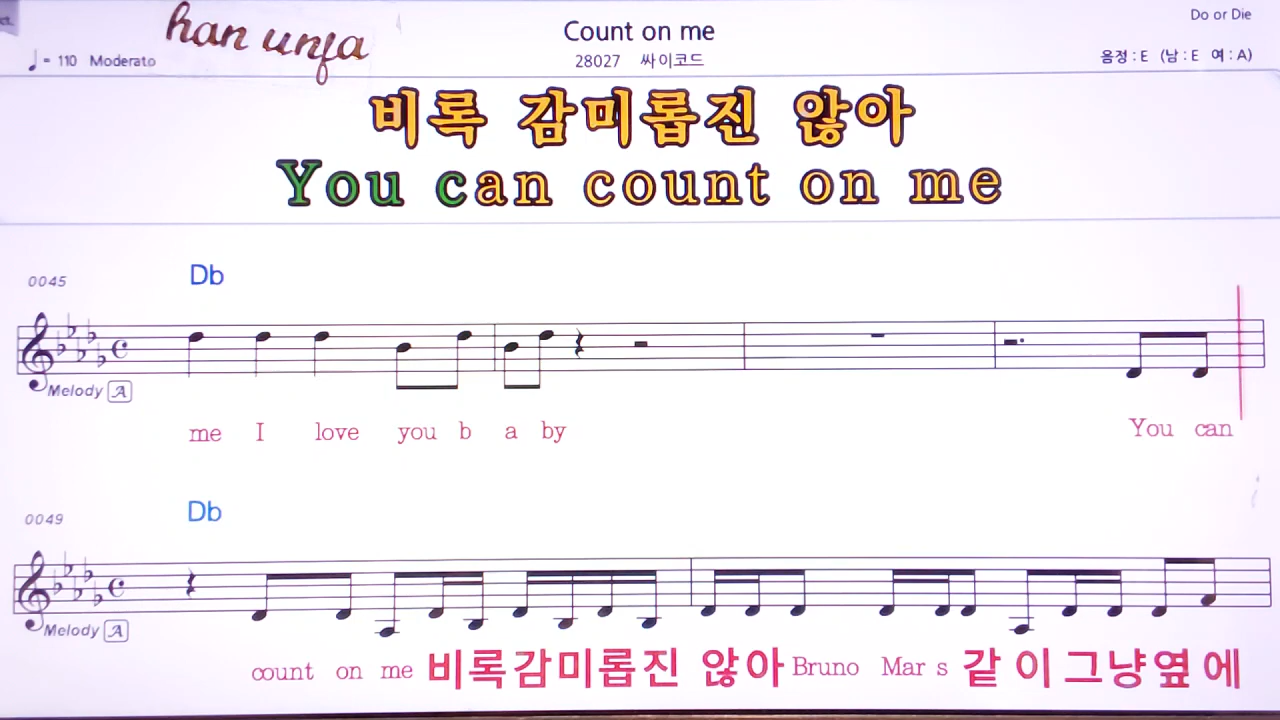 ct.
han unja
Count on me
Do or Die
♩= 110 Moderato
28027 싸이코드
음정 : E (남 : E 여 : A)
비록 감미롭진 않아
You can count on me
0045
Db
Melody A
me I love you b a by You can
0049
Db
Melody A
count on me 비록감미롭진 않아 Bruno Mar s 같 이 그냥옆 에